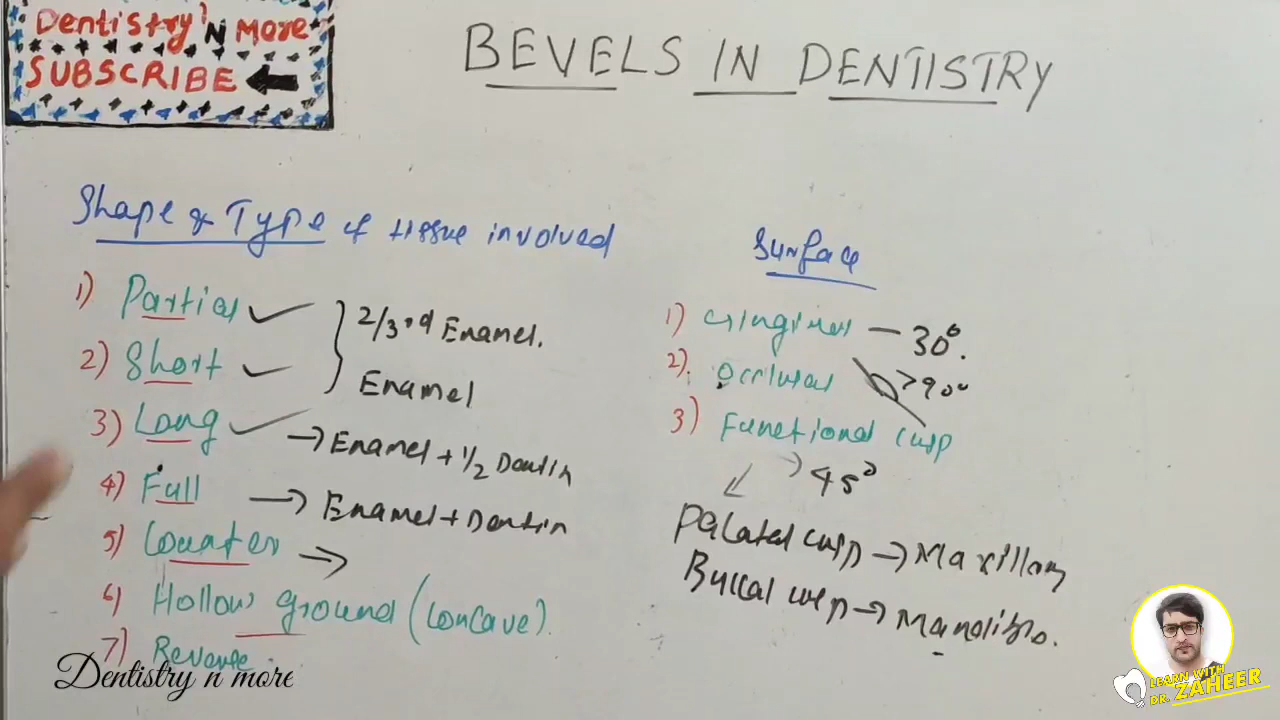 Dentistry'N More
SUBSCRIBE
BEVELS IN DENTISTRY
Shape & Type of tissue involved
1) Partial
2) Short
2/3rd Enamel.
Enamel
3) Long → Enamel + 1/2 Dentin
4) Full → Enamel + Dentin
5) Counter →
6) Hollow ground (concave)
7) Reverse
Surface
1) Gingival – 30°.
2). Occlusal >90°
3) Functional cusp
→ 45°
Palatal cusp → Maxillary
Buccal cusp →
Dentistry n more
LEARN WITH
DR. ZAHEER